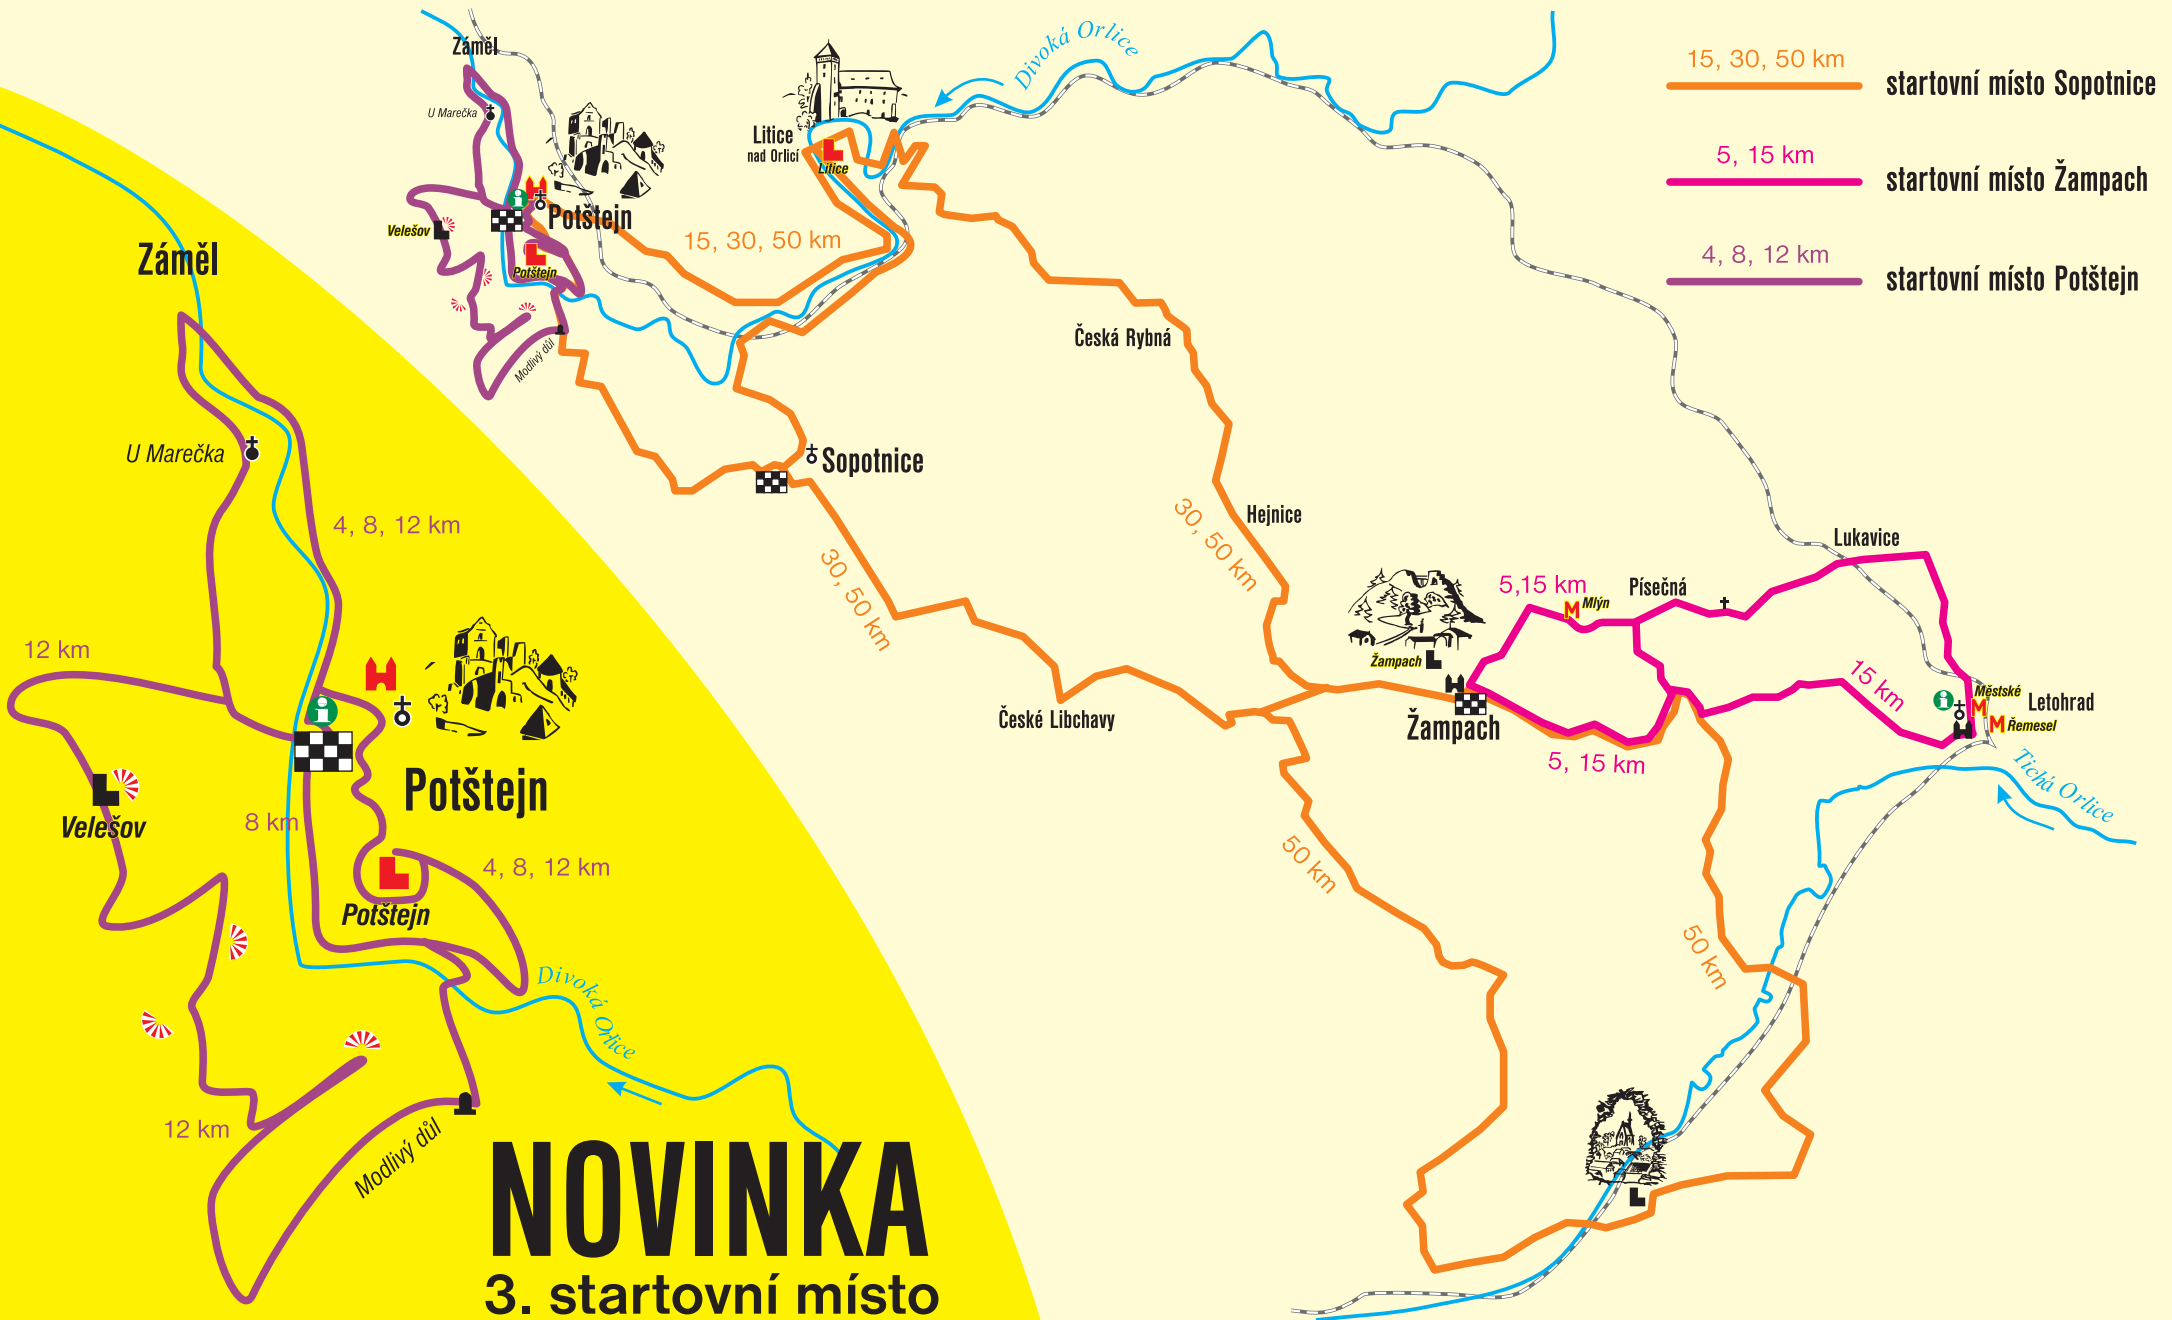 Záměl
U Marečka
Velešov
Potštejn
Potštejn
Modlivý důl
Litice
nad Orlicí
Litice
Divoká Orlice
15, 30, 50 km
15, 30, 50 km
startovní místo Sopotnice
5, 15 km
startovní místo Žampach
4, 8, 12 km
startovní místo Potštejn
Česká Rybná
Sopotnice
Hejnice
30, 50 km
30, 50 km
České Libchavy
Žampach
Žampach
5,15 km
Mlýn
Písečná
Lukavice
15 km
5, 15 km
Městské
Letohrad
Řemesel
Tichá Orlice
50 km
50 km
Záměl
U Marečka
4, 8, 12 km
12 km
Potštejn
Velešov
8 km
4, 8, 12 km
Potštejn
Divoká Orlice
12 km
Modlivý důl
NOVINKA
3. startovní místo